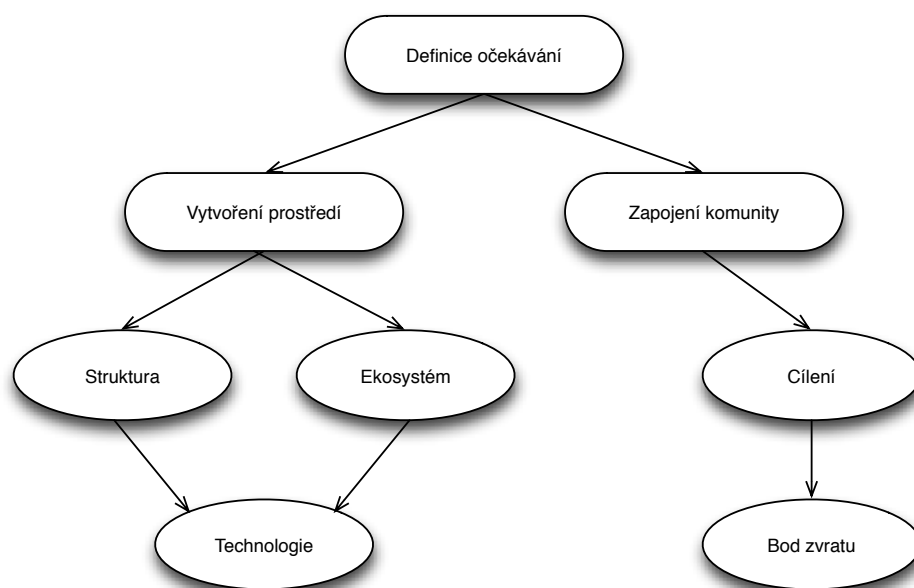 Definice očekávání
Vytvoření prostředí
Zapojení komunity
Struktura
Ekosystém
Cílení
Technologie
Bod zvratu